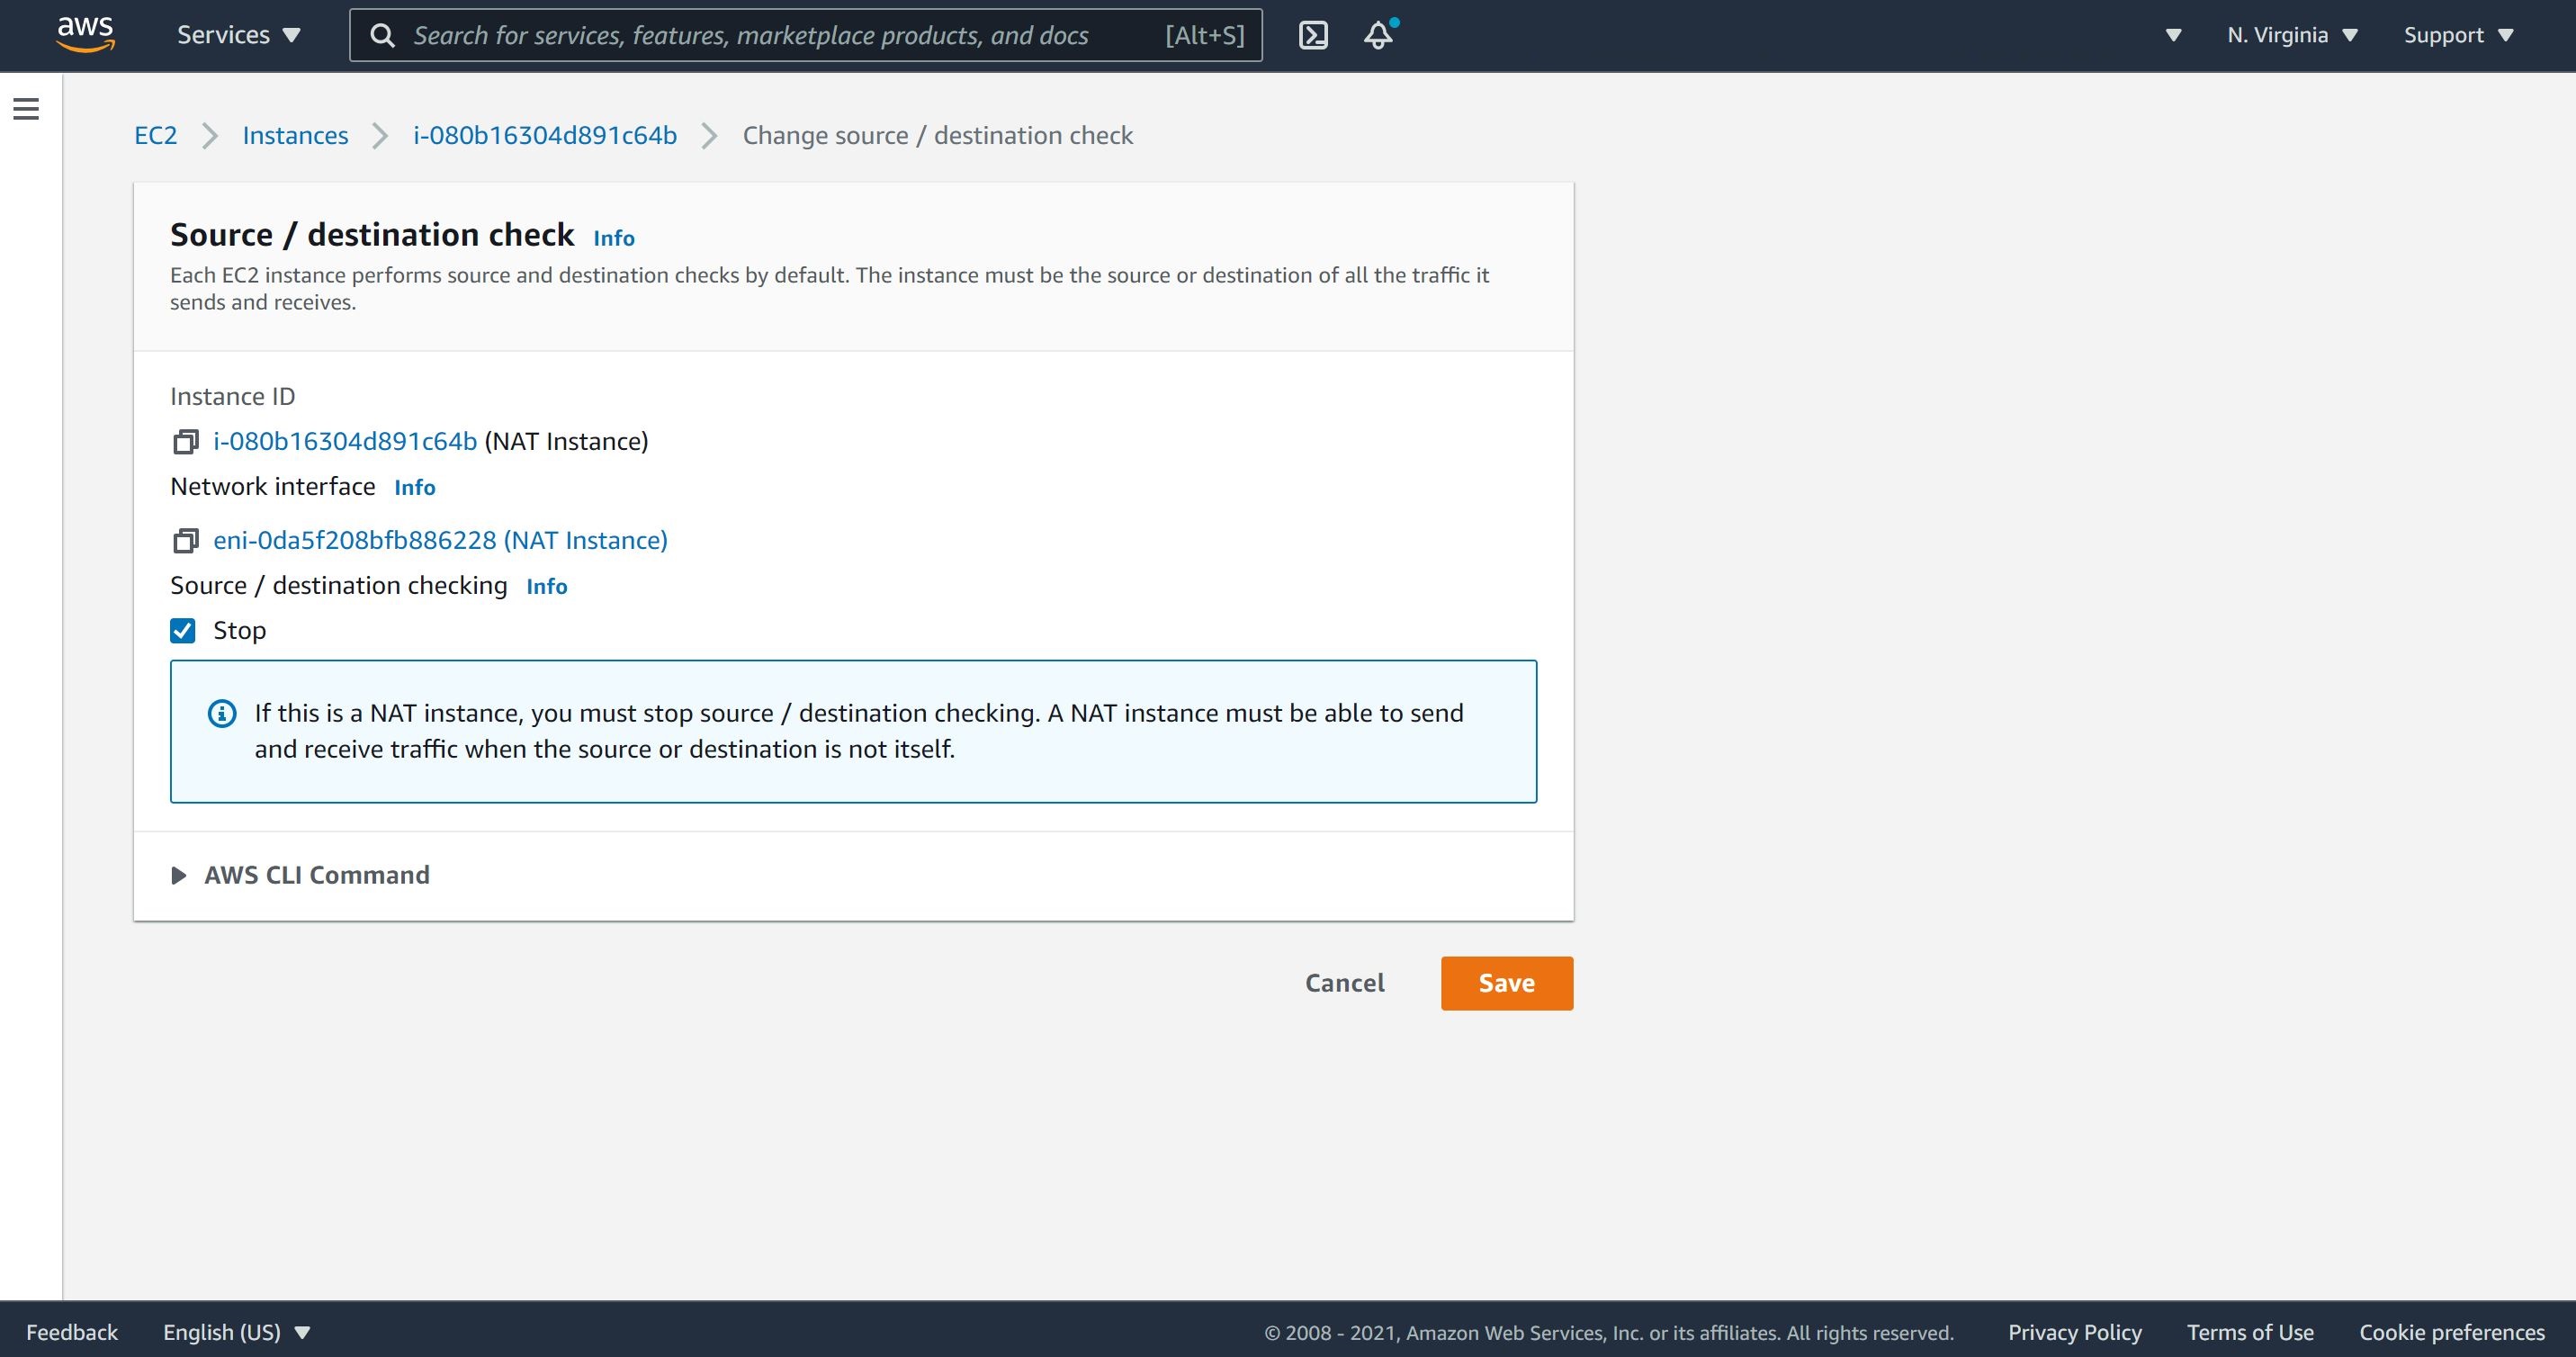 aws Services Search for services, features, marketplace products, and docs [Alt+S] N. Virginia Support
EC2 Instances i-080b16304d891c64b Change source / destination check
Source / destination check Info
Each EC2 instance performs source and destination checks by default. The instance must be the source or destination of all the traffic it
sends and receives.
Instance ID
i-080b16304d891c64b (NAT Instance)
Network interface Info
eni-0da5f208bfb886228 (NAT Instance)
Source / destination checking Info
Stop
If this is a NAT instance, you must stop source / destination checking. A NAT instance must be able to send
and receive traffic when the source or destination is not itself.
AWS CLI Command
Cancel Save
Feedback English (US) © 2008 - 2021, Amazon Web Services, Inc. or its affiliates. All rights reserved. Privacy Policy Terms of Use Cookie preferences